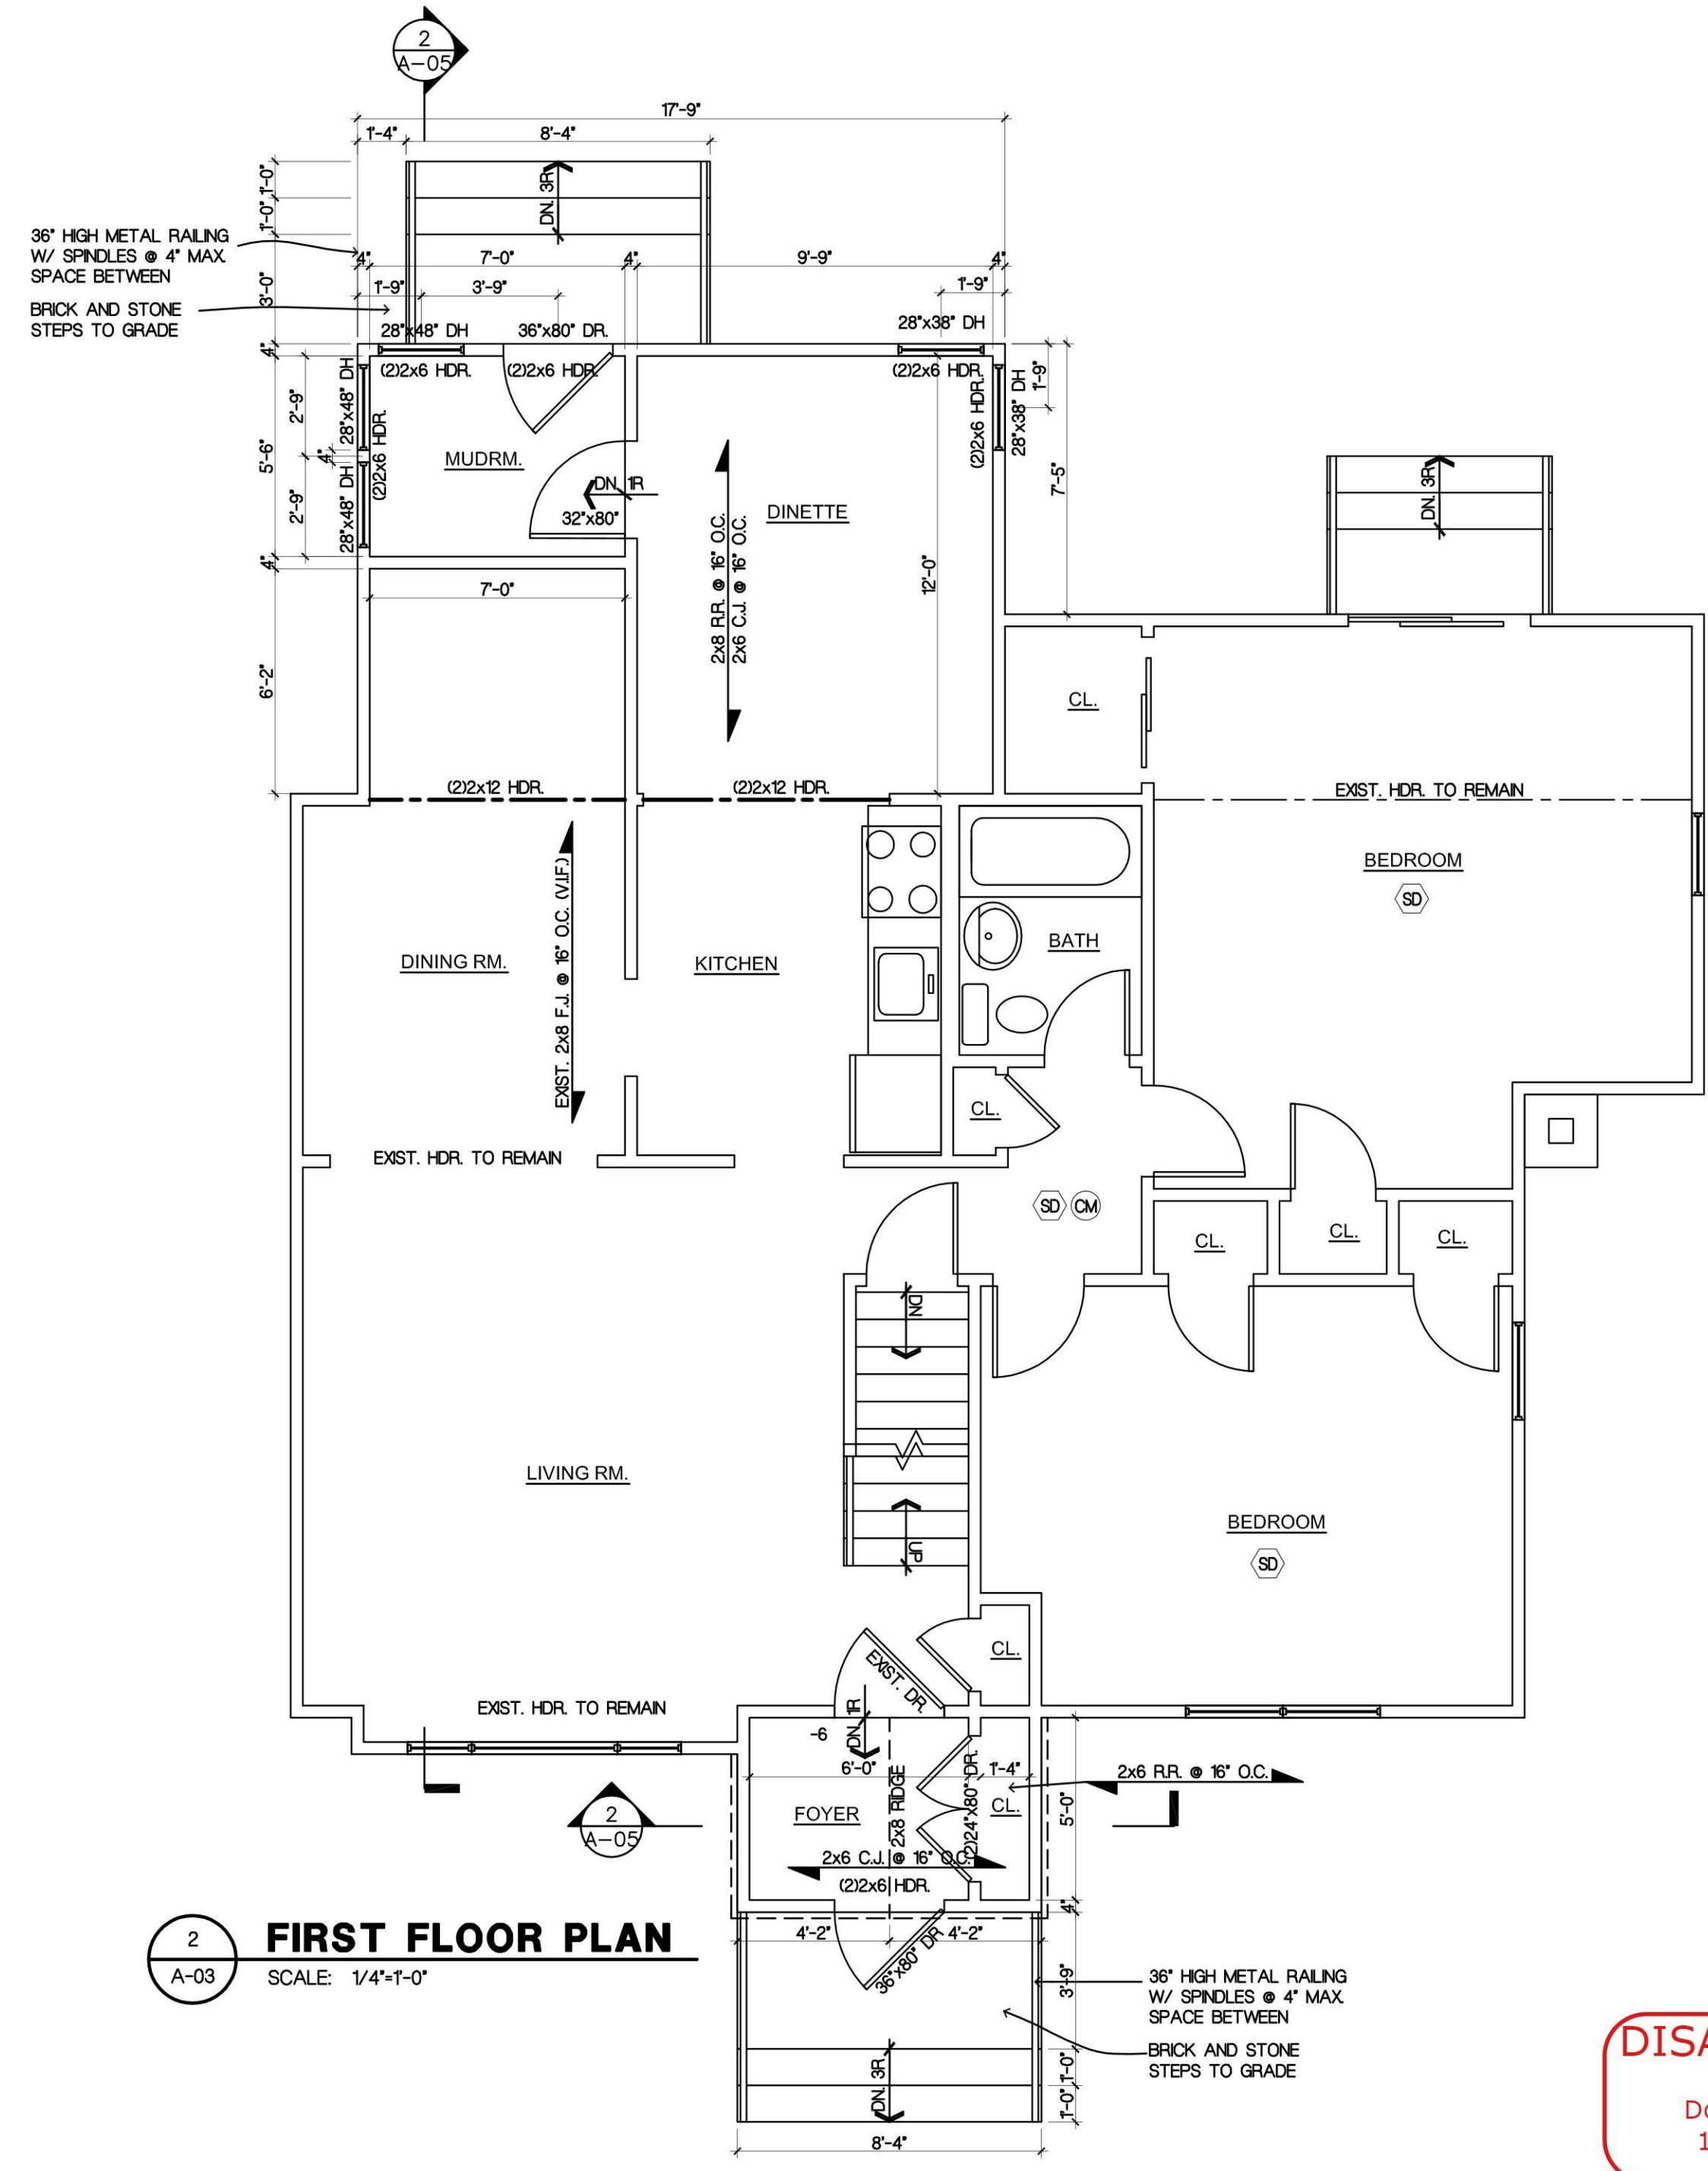 2
A-05
17'-9"
1'-4"
8'-4"
1'-0"
1'-0"
3'-0"
DN. 3R
36" HIGH METAL RAILING
W/ SPINDLES @ 4" MAX.
SPACE BETWEEN
BRICK AND STONE
STEPS TO GRADE
4"
7'-0"
4"
9'-9"
4"
1'-9"
3'-9"
1'-9"
28"x48" DH
36"x80" DR.
28"x38" DH
(2)2x6 HDR.
(2)2x6 HDR.
(2)2x6 HDR.
4"
5'-6"
4"
6'-2"
2'-9"
4"
2'-9"
28"x48" DH
28"x48" DH
(2)2x6 HDR.
(2)2x6 HDR.
28"x38" DH
1'-9"
7'-5"
MUDRM.
DN. 1R
32"x80"
DINETTE
2x8 R.R. @ 16" O.C.
2x6 C.J. @ 16" O.C.
12'-0"
DN. 3R
7'-0"
CL.
(2)2x12 HDR.
(2)2x12 HDR.
EXIST. HDR. TO REMAIN
BEDROOM
SD
EXIST. 2x8 F.J. @ 16" O.C. (V.I.F.)
DINING RM.
KITCHEN
BATH
CL.
EXIST. HDR. TO REMAIN
SD
CM
CL.
CL.
CL.
DN
LIVING RM.
UP
BEDROOM
SD
CL.
EXIST. DR.
EXIST. HDR. TO REMAIN
-6
DN. 1R
6'-0"
1'-4"
2x8 RIDGE
(2)24"x80" DR.
CL.
2x6 R.R. @ 16" O.C.
5'-0"
FOYER
2
A-05
2x6 C.J. @ 16" O.C.
(2)2x6 HDR.
4"
4'-2"
4'-2"
36"x80" DR.
3'-9"
2
A-03
FIRST FLOOR PLAN
SCALE: 1/4"=1'-0"
36" HIGH METAL RAILING
W/ SPINDLES @ 4" MAX.
SPACE BETWEEN
BRICK AND STONE
STEPS TO GRADE
DN. 3R
1'-0"
1'-0"
8'-4"